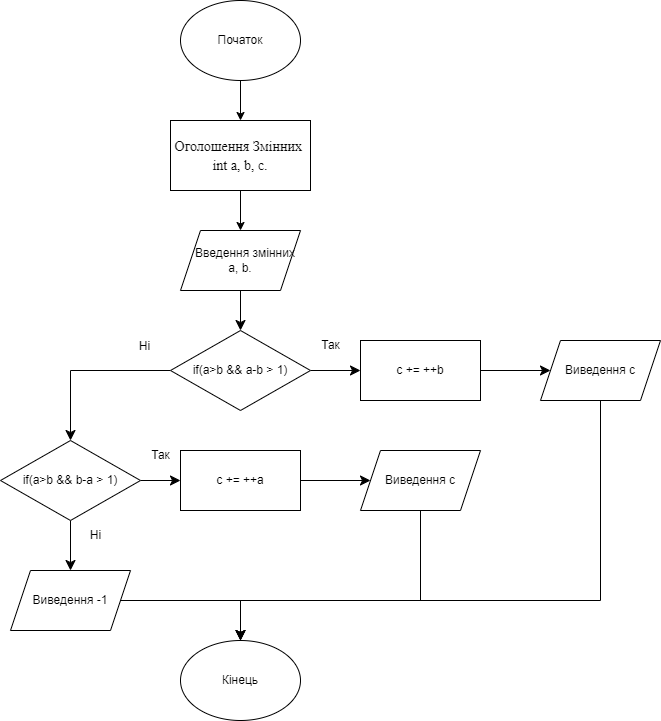 Початок
Оголошення Змінних
int a, b, c.
Введення змінних
a, b.
Ні
Так
if(a>b && a-b > 1)
c += ++b
Виведення c
Так
if(a>b && b-a > 1)
c += ++a
Виведення c
Ні
Виведення -1
Кінець